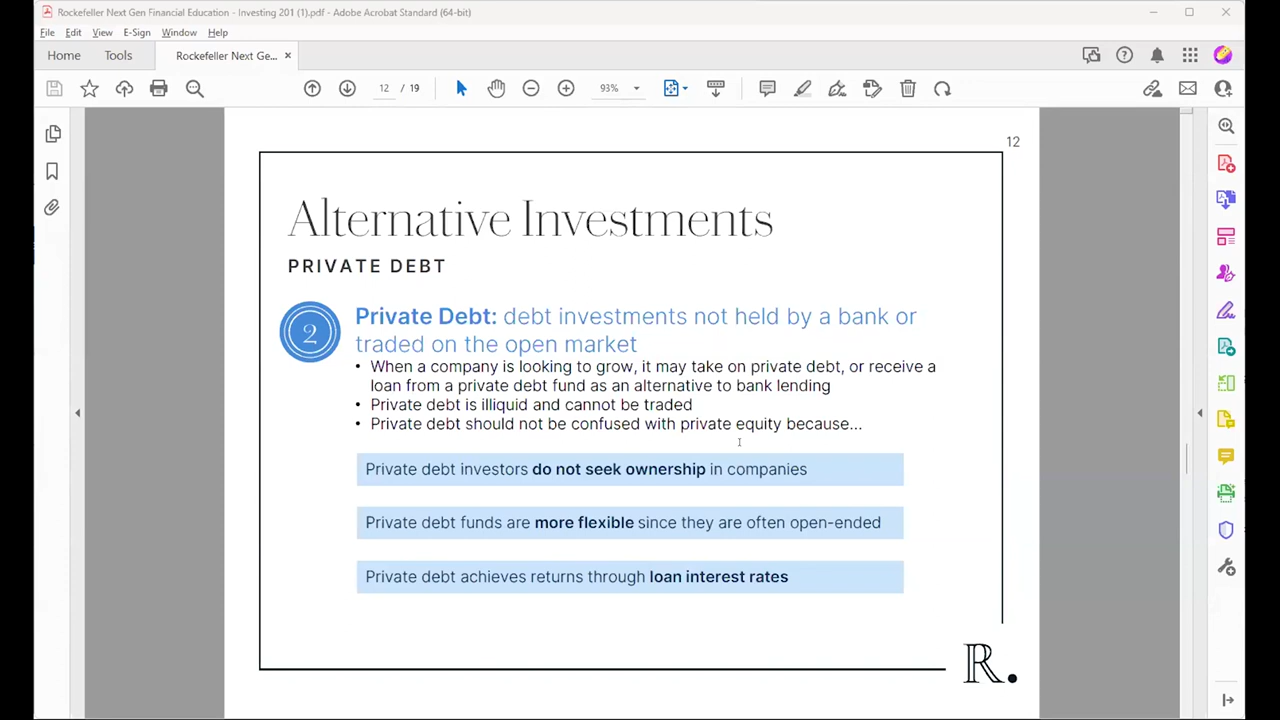 Rockefeller Next Gen Financial Education - Investing 201 (1).pdf - Adobe Acrobat Standard (64-bit)
File Edit View E-Sign Window Help
Home Tools Rockefeller Next Ge... ×
12 / 19 93%
12
Alternative Investments
PRIVATE DEBT
2
Private Debt: debt investments not held by a bank or
traded on the open market
• When a company is looking to grow, it may take on private debt, or receive a
loan from a private debt fund as an alternative to bank lending
• Private debt is illiquid and cannot be traded
• Private debt should not be confused with private equity because...
Private debt investors do not seek ownership in companies
Private debt funds are more flexible since they are often open-ended
Private debt achieves returns through loan interest rates
R.